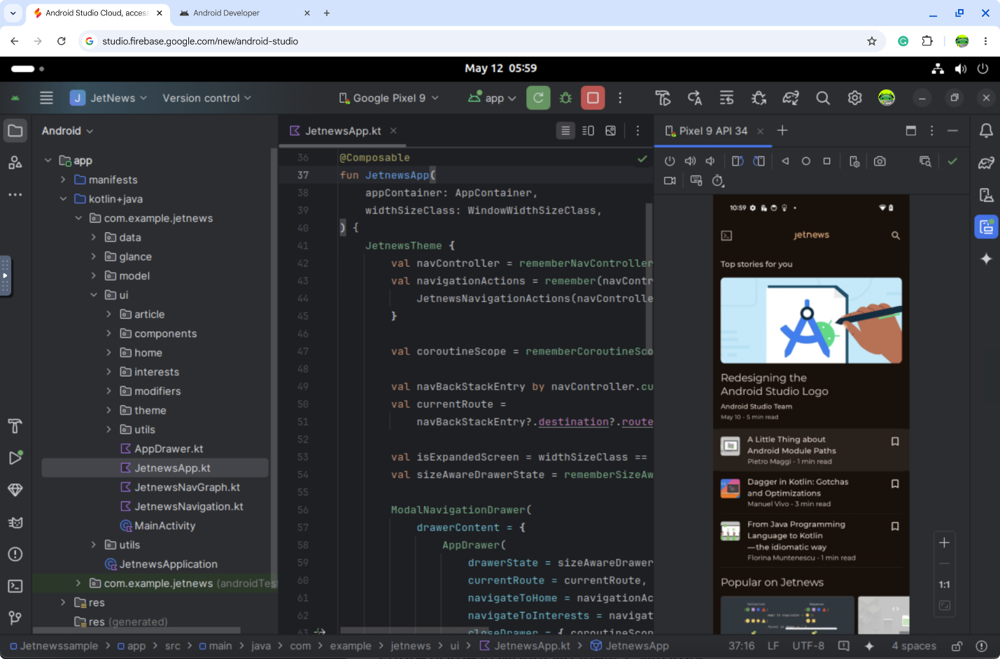 Android Studio Cloud, acces
Android Developer
studio.firebase.google.com/new/android-studio
May 12 05:59
J JetNews
Version control
Google Pixel 9
app
Android
app
manifests
kotlin+java
com.example.jetnews
data
glance
model
ui
article
components
home
interests
modifiers
theme
utils
AppDrawer.kt
JetnewsApp.kt
JetnewsNavGraph.kt
JetnewsNavigation.kt
MainActivity
utils
JetnewsApplication
com.example.jetnews (androidTes
res
res (generated)
JetnewsApp.kt
36 @Composable
37 fun JetnewsApp(
38 appContainer: AppContainer,
39 widthSizeClass: WindowWidthSizeClass,
40 ) {
41 JetnewsTheme {
42 val navController = rememberNavController
43 val navigationActions = remember(navContr
44 JetnewsNavigationActions(navControlle
45 }
46
47 val coroutineScope = rememberCoroutineSco
48
49 val navBackStackEntry by navController.cu
50 val currentRoute =
51 navBackStackEntry?.destination?.route
52
53 val isExpandedScreen = widthSizeClass ==
54 val sizeAwareDrawerState = rememberSizeAw
55
56 ModalNavigationDrawer(
57 drawerContent = {
58 AppDrawer(
59 drawerState = sizeAwareDrawer
60 currentRoute = currentRoute,
61 navigateToHome = navigationAc
62 navigateToInterests = navigat
63 closeDrawer = { coroutineScop
Pixel 9 API 34
10:59
jetnews
Top stories for you
Redesigning the
Android Studio Logo
Android Studio Team
May 10 - 5 min read
A Little Thing about
Android Module Paths
Pietro Maggi - 1 min read
Dagger in Kotlin: Gotchas
and Optimizations
Manuel Vivo - 3 min read
From Java Programming
Language to Kotlin
—the idiomatic way
Florina Muntenescu - 1 min read
Popular on Jetnews
Collection
Sequence
1:1
Jetnewssample > app > src > main > java > com > example > jetnews > ui > JetnewsApp.kt > JetnewsApp
37:16 LF UTF-8 4 spaces